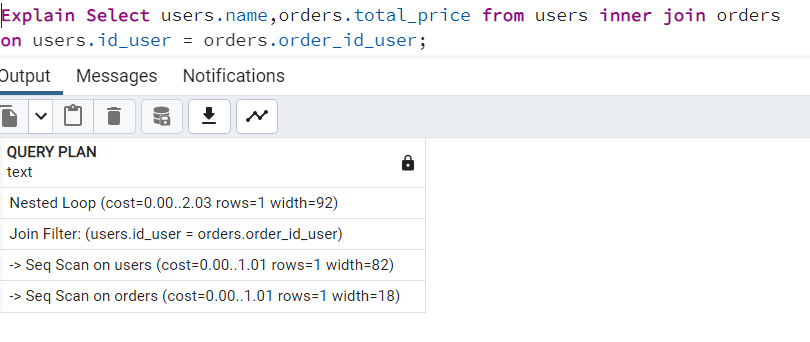 Explain Select users.name,orders.total_price from users inner join orders
on users.id_user = orders.order_id_user;
Output Messages Notifications
QUERY PLAN
text
Nested Loop (cost=0.00..2.03 rows=1 width=92)
Join Filter: (users.id_user = orders.order_id_user)
-> Seq Scan on users (cost=0.00..1.01 rows=1 width=82)
-> Seq Scan on orders (cost=0.00..1.01 rows=1 width=18)